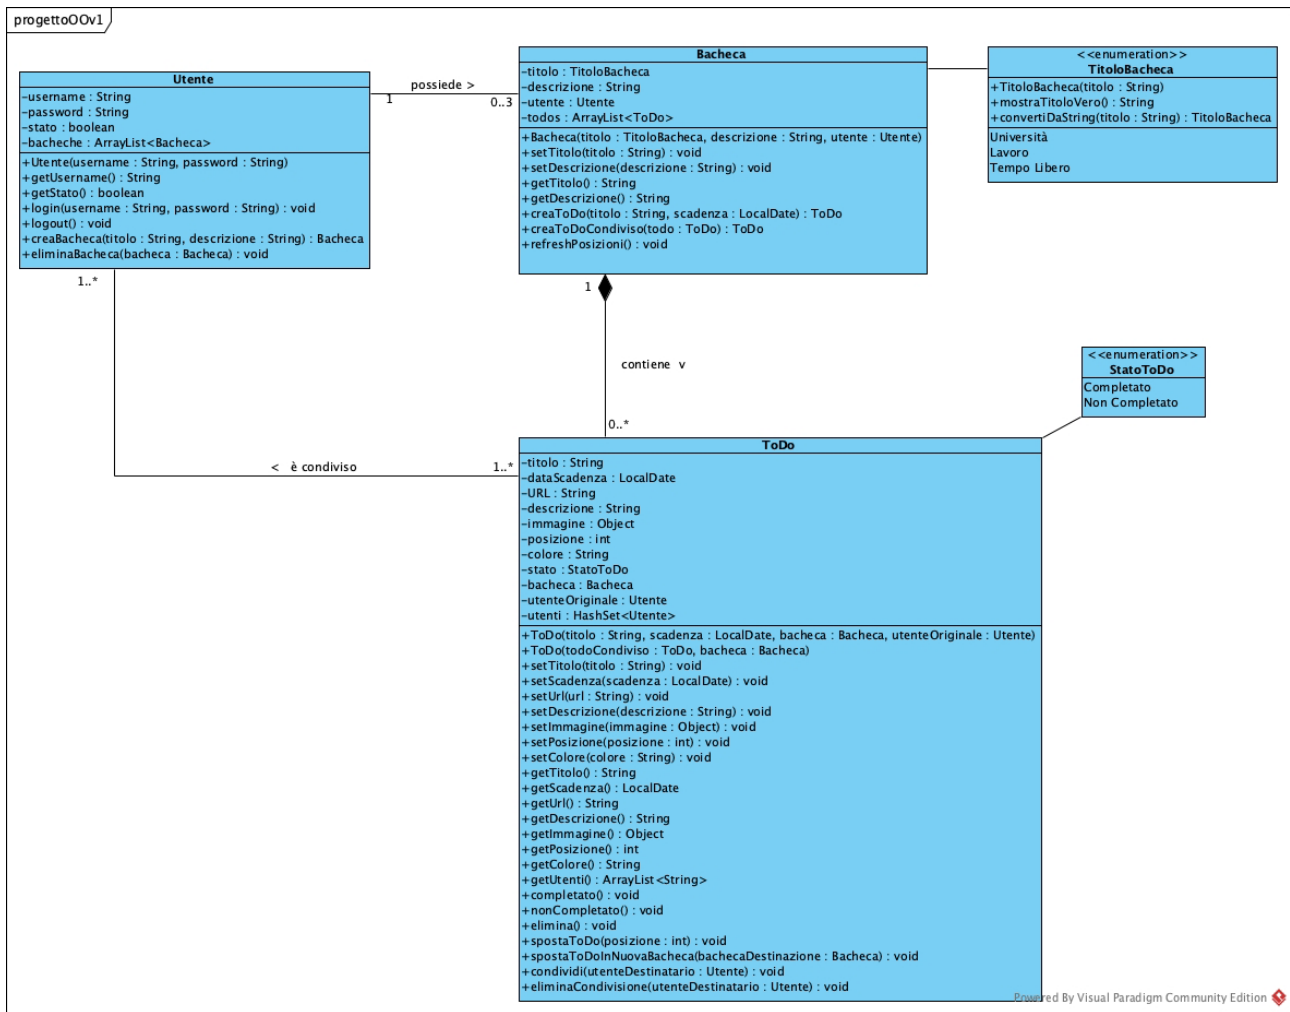 progettoOOv1
Utente
-username : String
-password : String
-stato : boolean
-bacheche : ArrayList<Bacheca>
+Utente(username : String, password : String)
+getUsername() : String
+getStato() : boolean
+login(username : String, password : String) : void
+logout() : void
+creaBacheca(titolo : String, descrizione : String) : Bacheca
+eliminaBacheca(bacheca : Bacheca) : void
possiede >
1
0..3
Bacheca
-titolo : TitoloBacheca
-descrizione : String
-utente : Utente
-todos : ArrayList<ToDo>
+Bacheca(titolo : TitoloBacheca, descrizione : String, utente : Utente)
+setTitolo(titolo : String) : void
+setDescrizione(descrizione : String) : void
+getTitolo() : String
+getDescrizione() : String
+creaToDo(titolo : String, scadenza : LocalDate) : ToDo
+creaToDoCondiviso(todo : ToDo) : ToDo
+refreshPosizioni() : void
<<enumeration>>
TitoloBacheca
+TitoloBacheca(titolo : String)
+mostraTitoloVero() : String
+convertiDaString(titolo : String) : TitoloBacheca
Università
Lavoro
Tempo Libero
1..*
1
contiene v
0..*
<<enumeration>>
StatoToDo
Completato
Non Completato
< è condiviso
1..*
ToDo
-titolo : String
-dataScadenza : LocalDate
-URL : String
-descrizione : String
-immagine : Object
-posizione : int
-colore : String
-stato : StatoToDo
-bacheca : Bacheca
-utenteOriginale : Utente
-utenti : HashSet<Utente>
+ToDo(titolo : String, scadenza : LocalDate, bacheca : Bacheca, utenteOriginale : Utente)
+ToDo(todoCondiviso : ToDo, bacheca : Bacheca)
+setTitolo(titolo : String) : void
+setScadenza(scadenza : LocalDate) : void
+setUrl(url : String) : void
+setDescrizione(descrizione : String) : void
+setImmagine(immagine : Object) : void
+setPosizione(posizione : int) : void
+setColore(colore : String) : void
+getTitolo() : String
+getScadenza() : LocalDate
+getUrl() : String
+getDescrizione() : String
+getImmagine() : Object
+getPosizione() : int
+getColore() : String
+getUtenti() : ArrayList<String>
+completato() : void
+nonCompletato() : void
+elimina() : void
+spostaToDo(posizione : int) : void
+spostaToDoInNuovaBacheca(bachecaDestinazione : Bacheca) : void
+condividi(utenteDestinatario : Utente) : void
+eliminaCondivisione(utenteDestinatario : Utente) : void
Powered By Visual Paradigm Community Edition